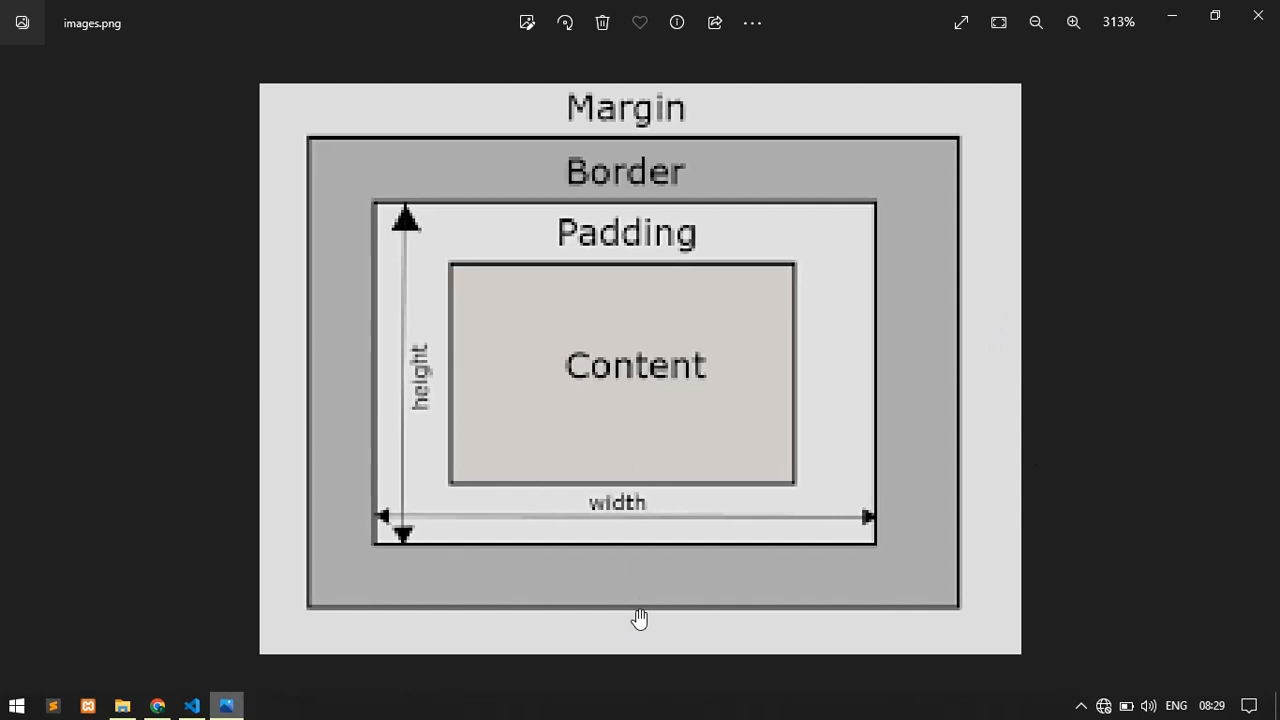 images.png
313%
Margin
Border
Padding
height
Content
width
ENG
08:29